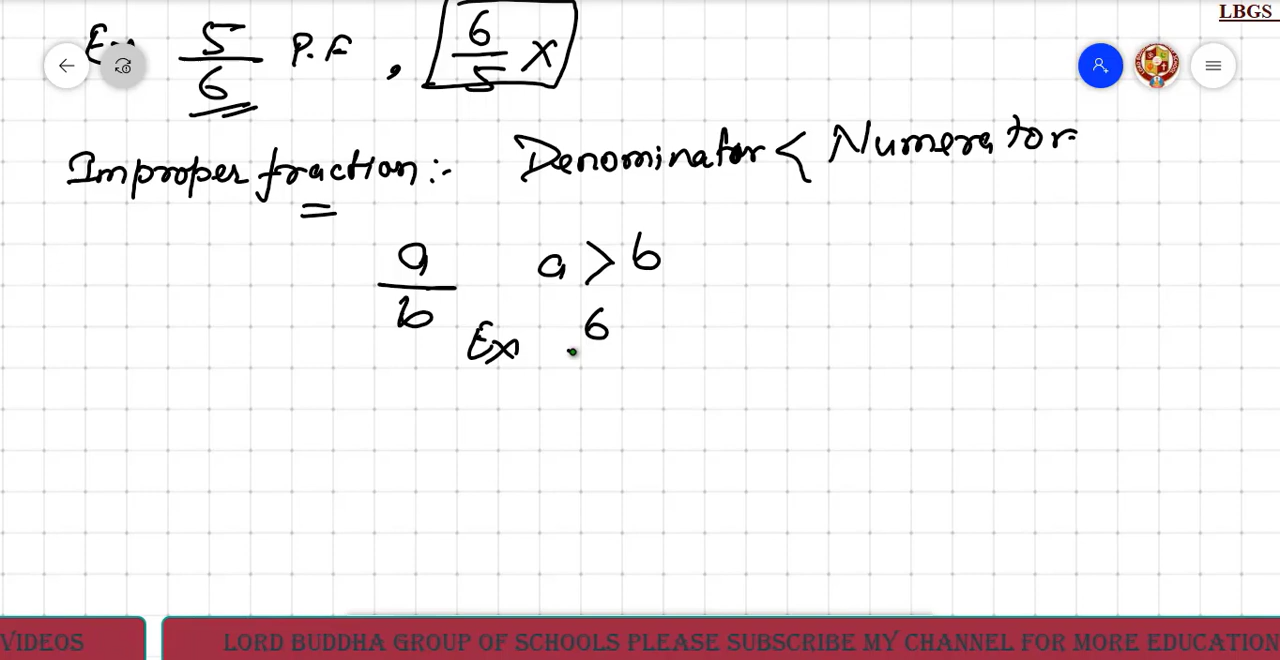 LBGS
Ex 5/6 P.F , 6/5 X
Improper fraction :- Denominator < Numerator
a/b a > b
Ex 6
VIDEOS
LORD BUDDHA GROUP OF SCHOOLS PLEASE SUBSCRIBE MY CHANNEL FOR MORE EDUCATION